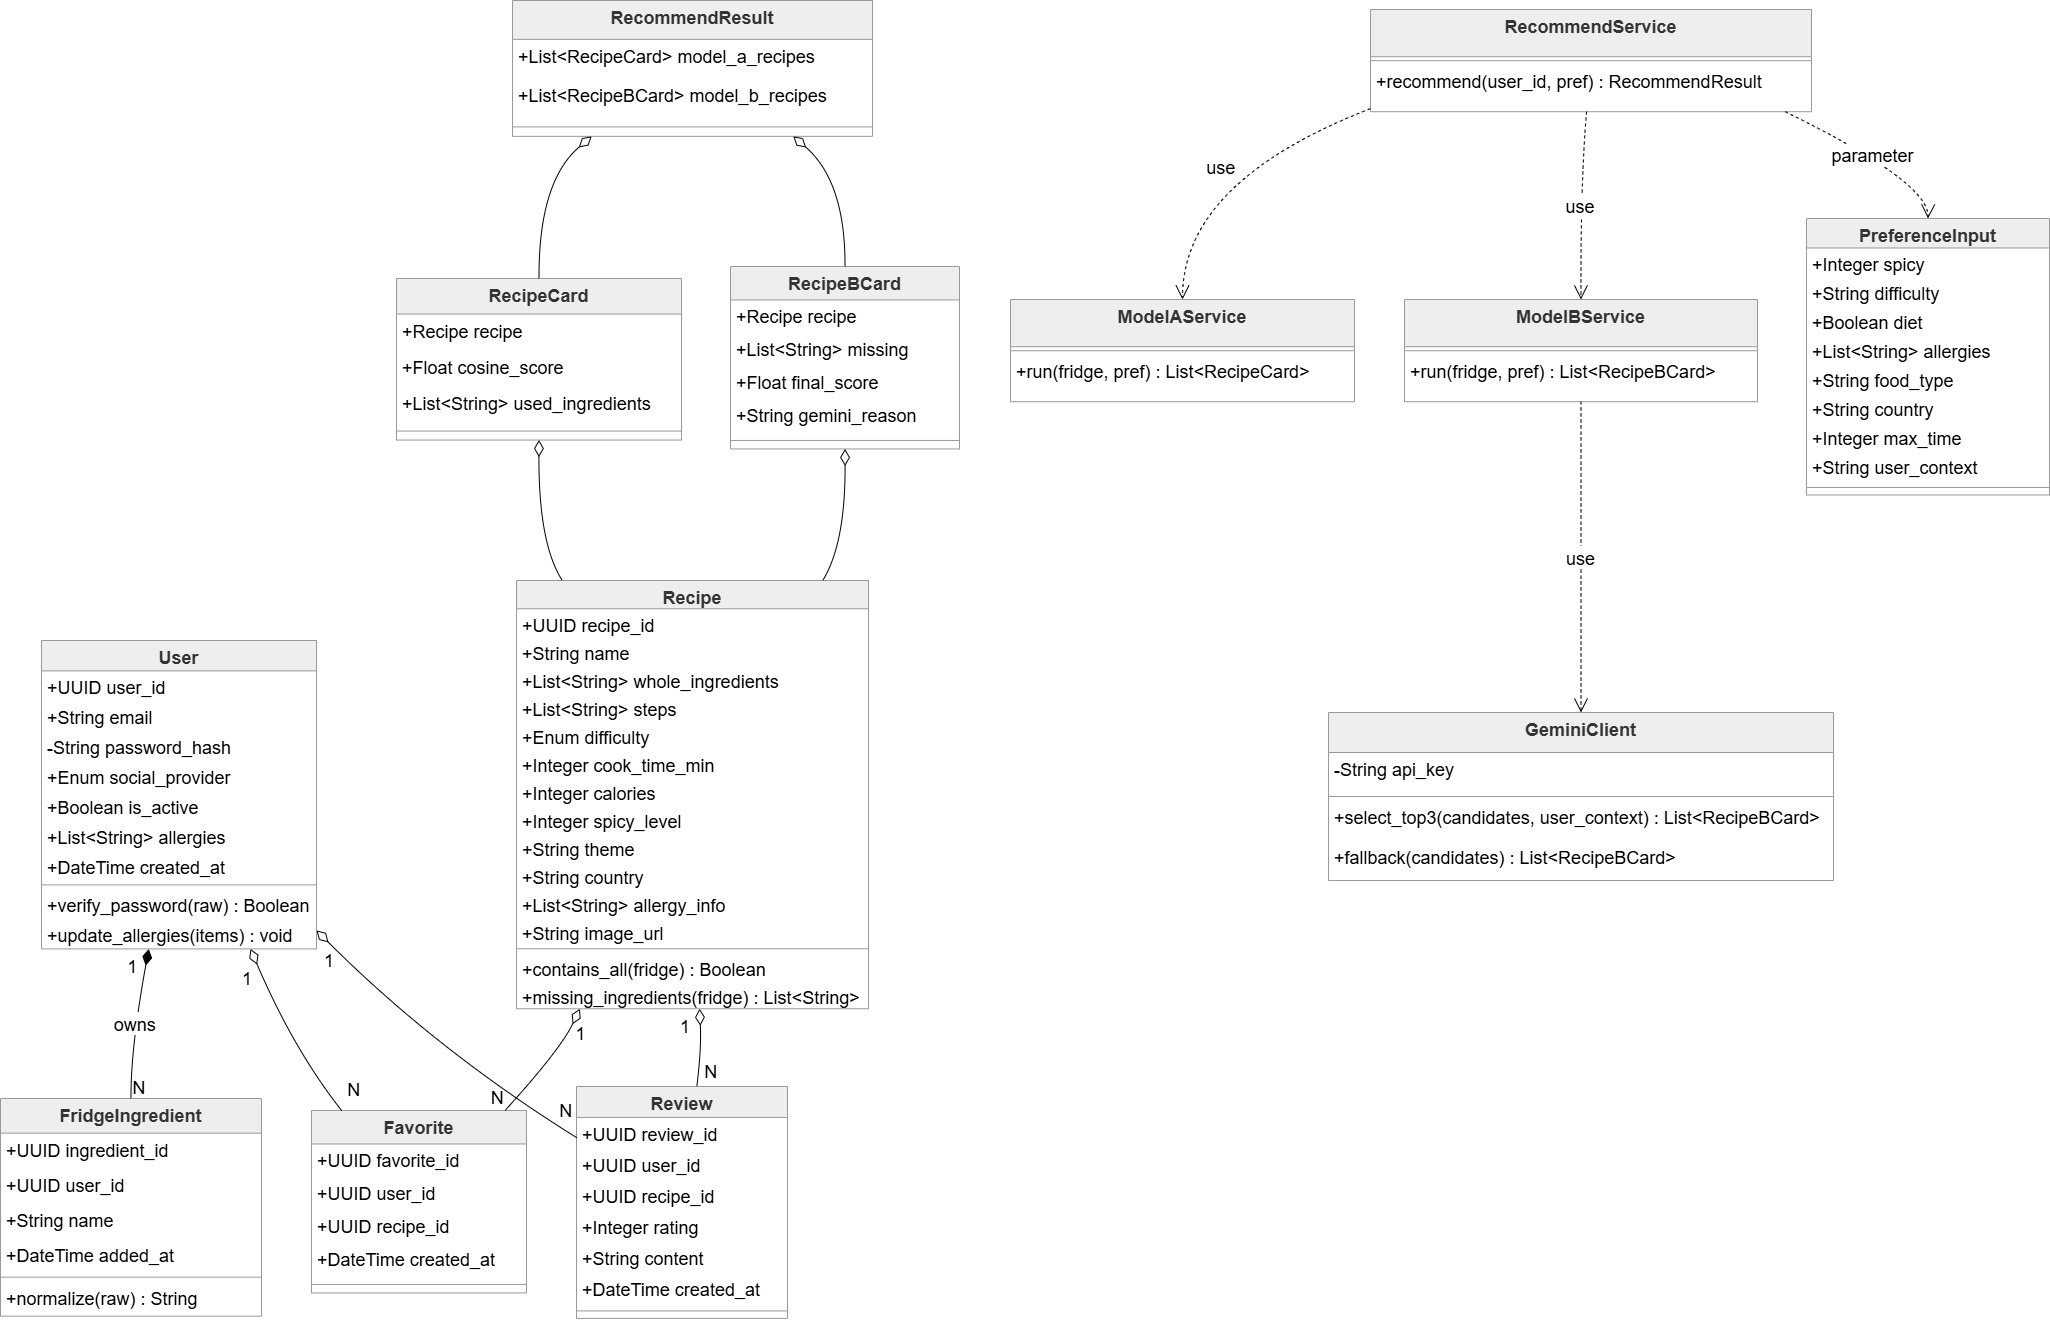 RecommendResult
+List<RecipeCard> model_a_recipes
+List<RecipeBCard> model_b_recipes
RecommendService
+recommend(user_id, pref) : RecommendResult
use
use
parameter
RecipeCard
+Recipe recipe
+Float cosine_score
+List<String> used_ingredients
RecipeBCard
+Recipe recipe
+List<String> missing
+Float final_score
+String gemini_reason
ModelAService
+run(fridge, pref) : List<RecipeCard>
ModelBService
+run(fridge, pref) : List<RecipeBCard>
PreferenceInput
+Integer spicy
+String difficulty
+Boolean diet
+List<String> allergies
+String food_type
+String country
+Integer max_time
+String user_context
use
Recipe
+UUID recipe_id
+String name
+List<String> whole_ingredients
+List<String> steps
+Enum difficulty
+Integer cook_time_min
+Integer calories
+Integer spicy_level
+String theme
+String country
+List<String> allergy_info
+String image_url
+contains_all(fridge) : Boolean
+missing_ingredients(fridge) : List<String>
User
+UUID user_id
+String email
-String password_hash
+Enum social_provider
+Boolean is_active
+List<String> allergies
+DateTime created_at
+verify_password(raw) : Boolean
+update_allergies(items) : void
GeminiClient
-String api_key
+select_top3(candidates, user_context) : List<RecipeBCard>
+fallback(candidates) : List<RecipeBCard>
1
1
1
1
1
owns
N
N
N
N
N
FridgeIngredient
+UUID ingredient_id
+UUID user_id
+String name
+DateTime added_at
+normalize(raw) : String
Favorite
+UUID favorite_id
+UUID user_id
+UUID recipe_id
+DateTime created_at
Review
+UUID review_id
+UUID user_id
+UUID recipe_id
+Integer rating
+String content
+DateTime created_at